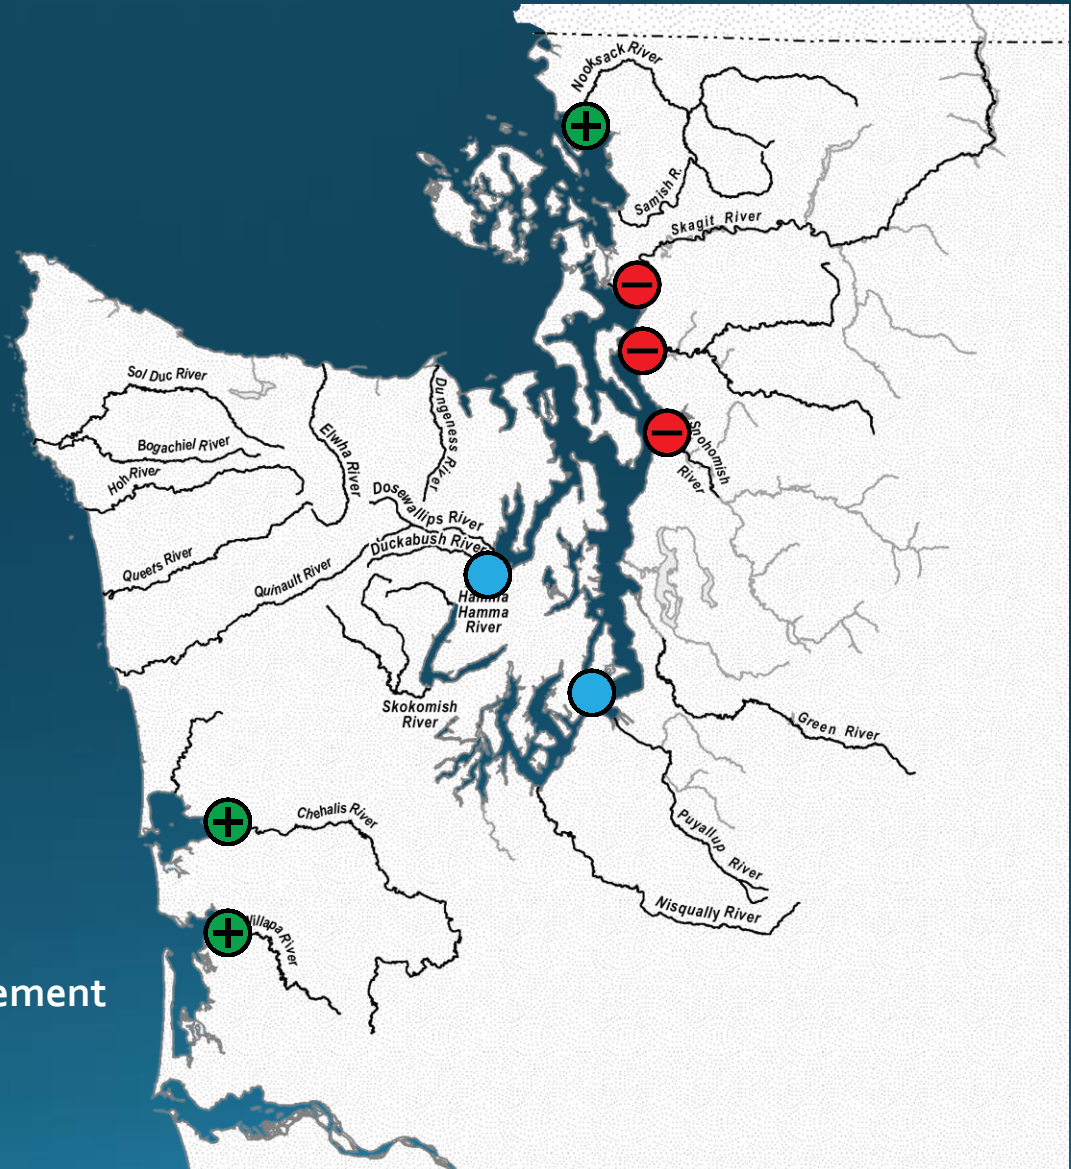 Nooksack River
Samish R.
Skagit River
Sol Duc River
Dungeness River
Elwha River
Snohomish
River
Bogachiel River
Hoh River
Dosewallips River
Duckabush River
Queets River
Quinault River
Hamma
Hamma
River
Skokomish
River
Green River
Chehalis River
Puyallup
River
Nisqually River
illapa River
ement